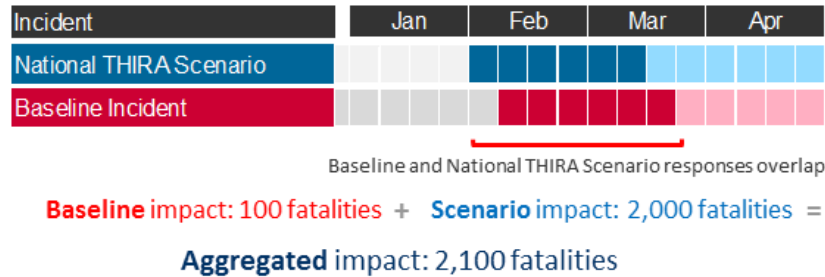 Incident Jan Feb Mar Apr
National THIRA Scenario
Baseline Incident
Baseline and National THIRA Scenario responses overlap
Baseline impact: 100 fatalities + Scenario impact: 2,000 fatalities =
Aggregated impact: 2,100 fatalities